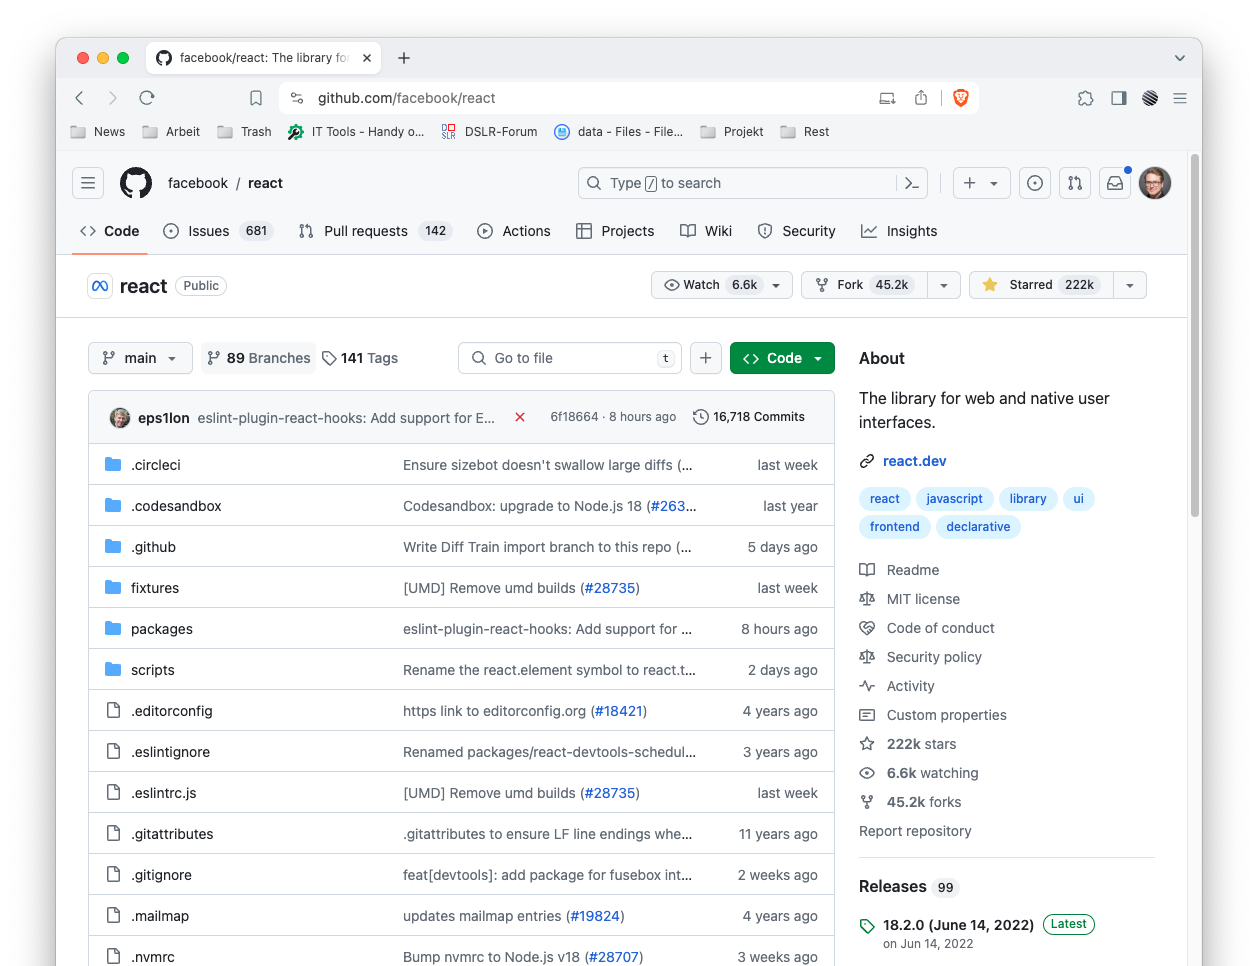 facebook/react: The library for
github.com/facebook/react
News Arbeit Trash IT Tools - Handy o... DSLR DSLR-Forum data - Files - File... Projekt Rest
facebook / react Type / to search
Code Issues 681 Pull requests 142 Actions Projects Wiki Security Insights
react Public Watch 6.6k Fork 45.2k Starred 222k
main 89 Branches 141 Tags Go to file t Code
eps1lon eslint-plugin-react-hooks: Add support for E... 6f18664 · 8 hours ago 16,718 Commits
.circleci Ensure sizebot doesn't swallow large diffs (... last week
.codesandbox Codesandbox: upgrade to Node.js 18 (#263... last year
.github Write Diff Train import branch to this repo (... 5 days ago
fixtures [UMD] Remove umd builds (#28735) last week
packages eslint-plugin-react-hooks: Add support for ... 8 hours ago
scripts Rename the react.element symbol to react.t... 2 days ago
.editorconfig https link to editorconfig.org (#18421) 4 years ago
.eslintignore Renamed packages/react-devtools-schedul... 3 years ago
.eslintrc.js [UMD] Remove umd builds (#28735) last week
.gitattributes .gitattributes to ensure LF line endings whe... 11 years ago
.gitignore feat[devtools]: add package for fusebox int... 2 weeks ago
.mailmap updates mailmap entries (#19824) 4 years ago
.nvmrc Bump nvmrc to Node.js v18 (#28707) 3 weeks ago
About
The library for web and native user
interfaces.
react.dev
react javascript library ui
frontend declarative
Readme
MIT license
Code of conduct
Security policy
Activity
Custom properties
222k stars
6.6k watching
45.2k forks
Report repository
Releases 99
18.2.0 (June 14, 2022) Latest
on Jun 14, 2022